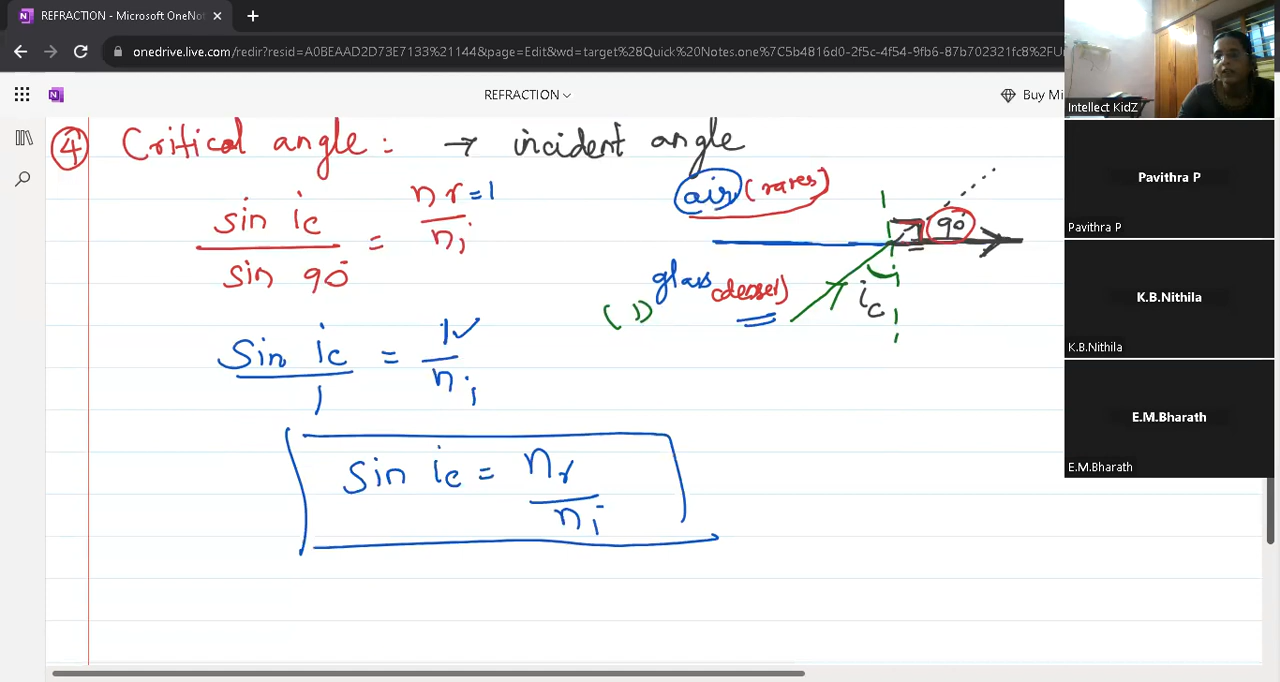 REFRACTION - Microsoft OneNot
onedrive.live.com/redir?resid=A0BEAAD2D73E7133%21144&page=Edit&wd=target%28Quick%20Notes.one%7C5b4816d0-2f5c-4f54-9fb6-87b702321fc8%2FU
REFRACTION
Buy Mi
4 Critical angle : → incident angle
sin ic / sin 90° = nr = 1 / ni
air (rarer)
90°
glass (denser)
ic
sin ic / 1 = 1 / ni
sin ic = nr / ni
Intellect KidZ
Pavithra P
Pavithra P
K.B.Nithila
K.B.Nithila
E.M.Bharath
E.M.Bharath